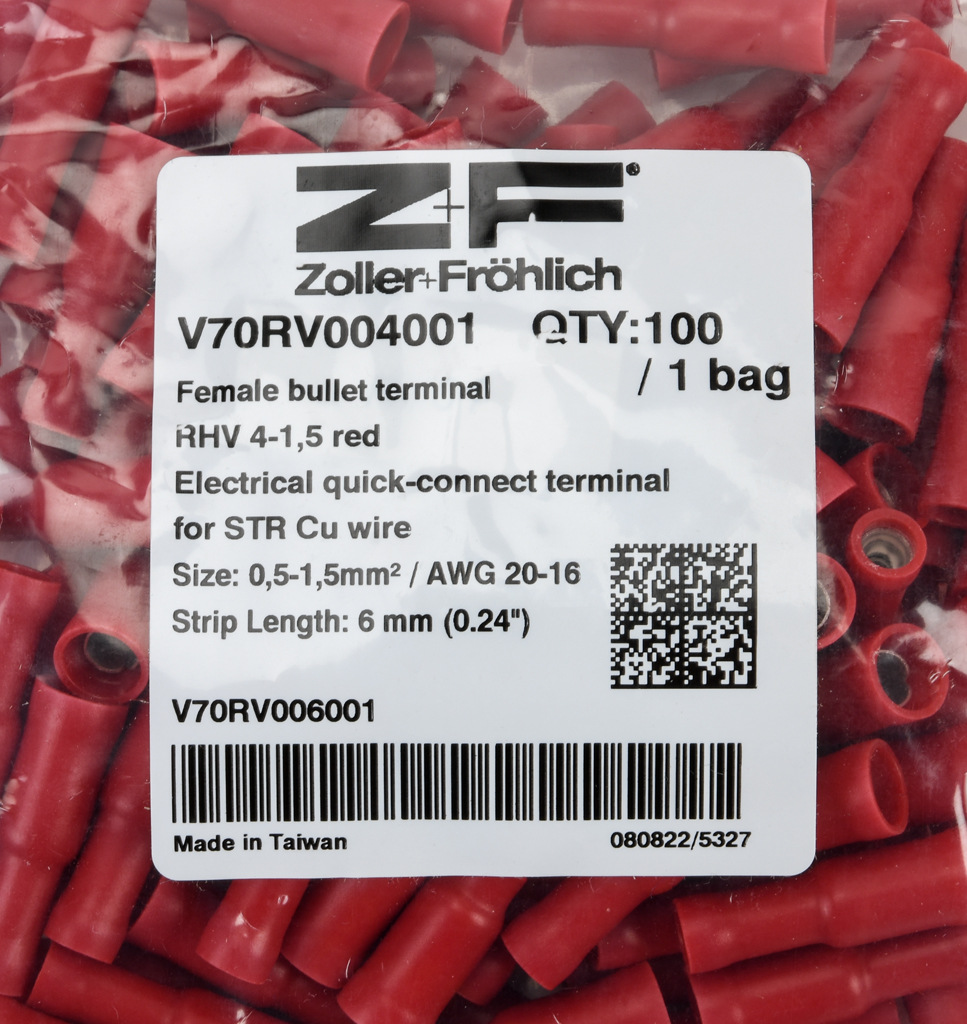 Z+F
Zoller+Fröhlich
V70RV004001 QTY:100
/ 1 bag
Female bullet terminal
RHV 4-1,5 red
Electrical quick-connect terminal
for STR Cu wire
Size: 0,5-1,5mm² / AWG 20-16
Strip Length: 6 mm (0.24")
V70RV006001
Made in Taiwan 080822/5327